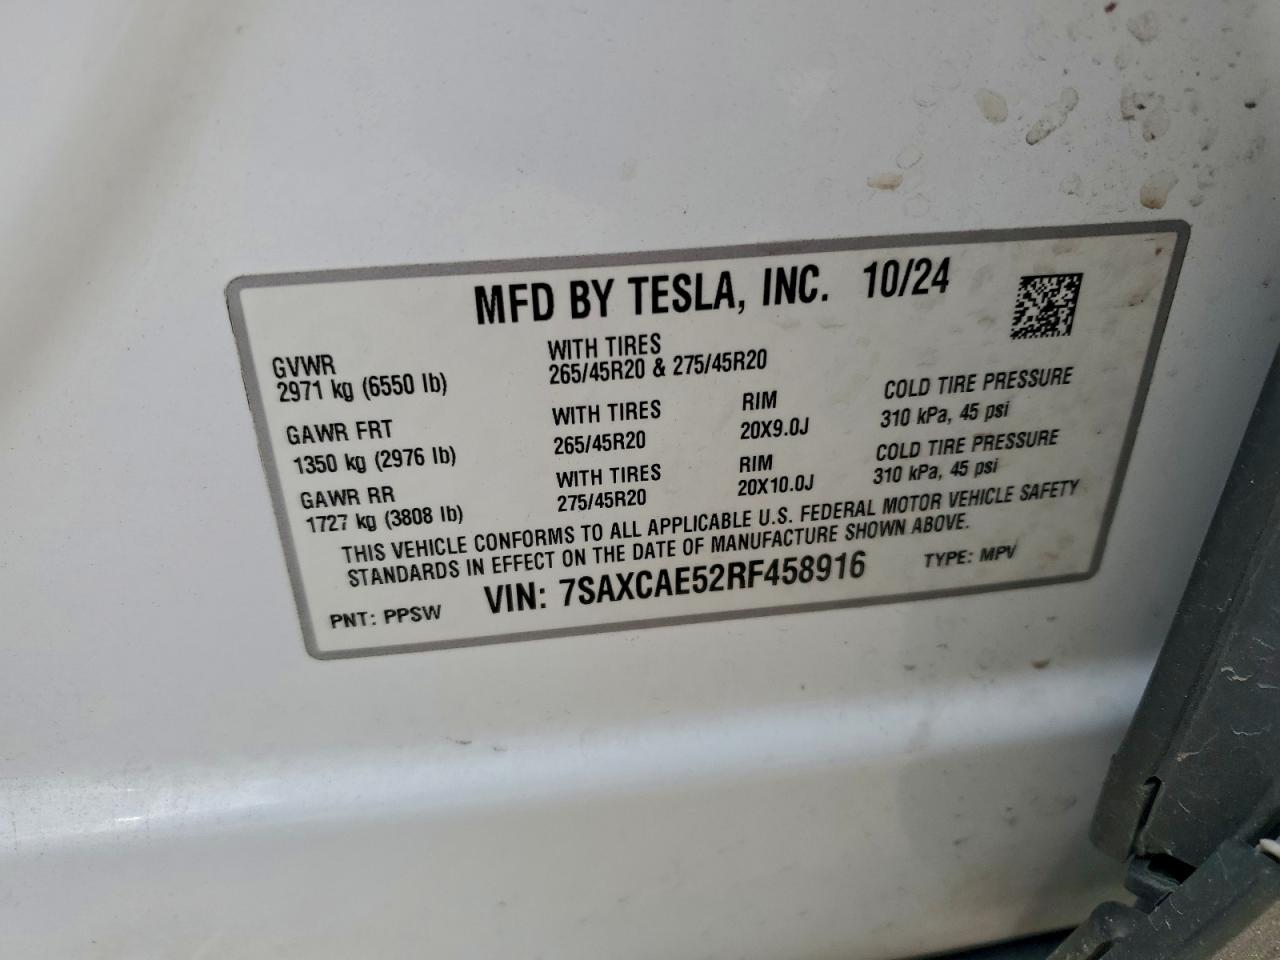 MFD BY TESLA, INC. 10/24
GVWR
2971 kg (6550 lb)
WITH TIRES
265/45R20 & 275/45R20
GAWR FRT
1350 kg (2976 lb)
WITH TIRES
265/45R20
RIM
20X9.0J
COLD TIRE PRESSURE
310 kPa, 45 psi
GAWR RR
1727 kg (3808 lb)
WITH TIRES
275/45R20
RIM
20X10.0J
COLD TIRE PRESSURE
310 kPa, 45 psi
THIS VEHICLE CONFORMS TO ALL APPLICABLE U.S. FEDERAL MOTOR VEHICLE SAFETY
STANDARDS IN EFFECT ON THE DATE OF MANUFACTURE SHOWN ABOVE.
PNT: PPSW VIN: 7SAXCAE52RF458916 TYPE: MPV